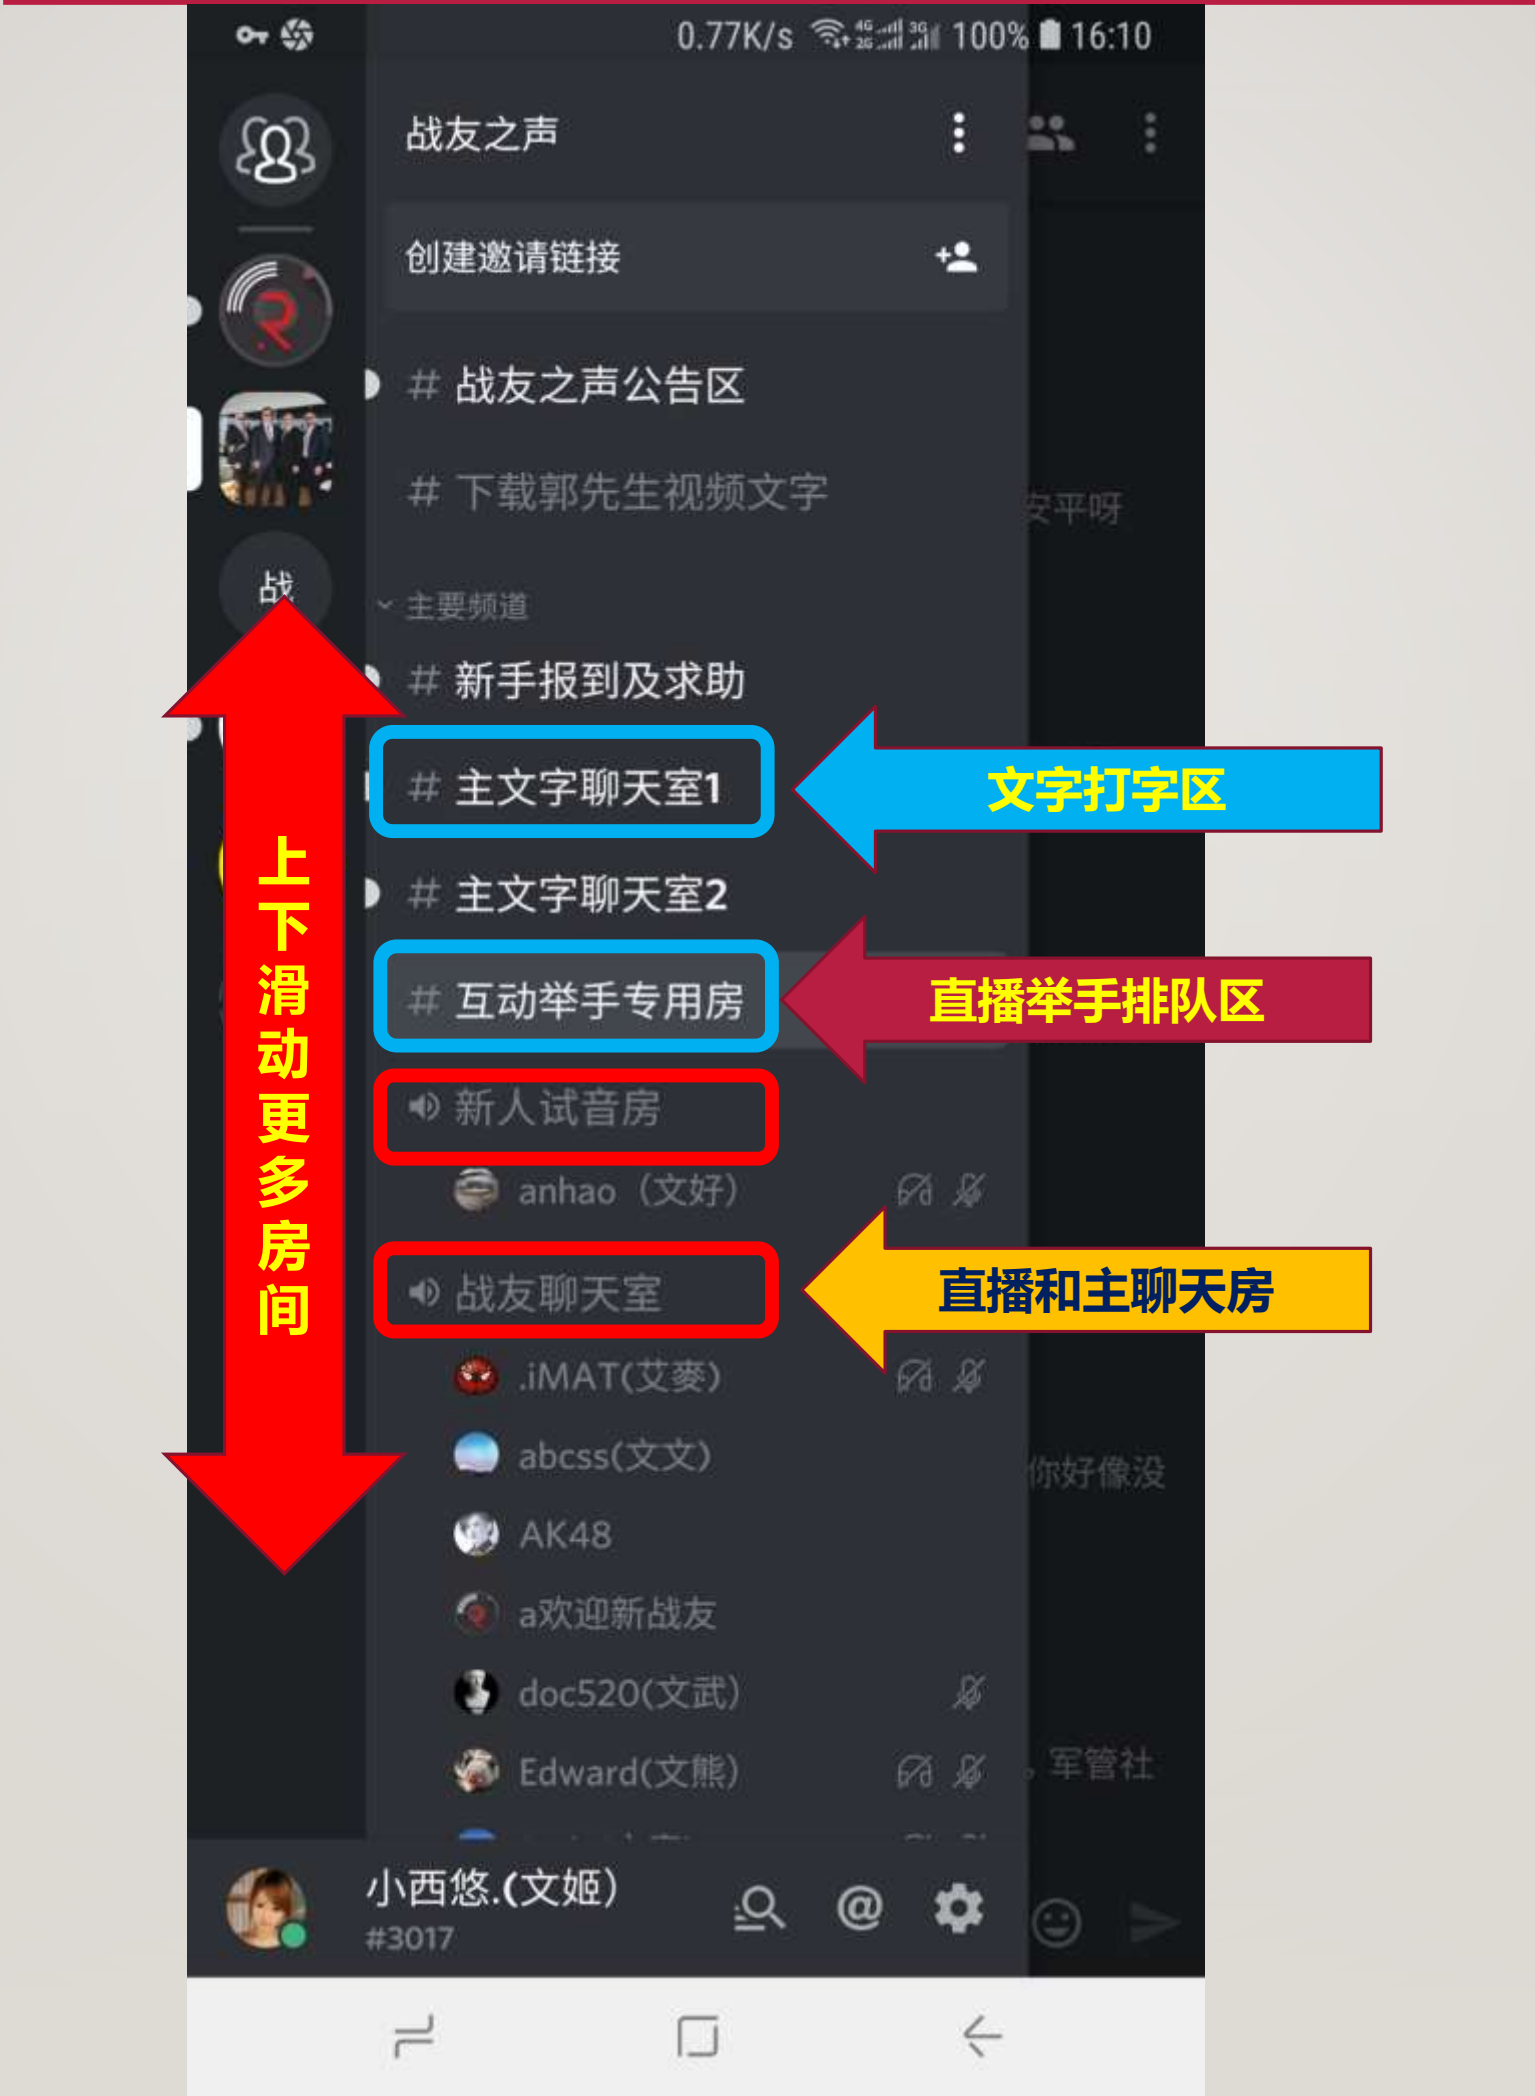 0.77K/s 4G 2G 3G 100% 16:10
战友之声
创建邀请链接
# 战友之声公告区
# 下载郭先生视频文字
安平呀
战
主要频道
# 新手报到及求助
# 主文字聊天室1
文字打字区
# 主文字聊天室2
# 互动举手专用房
直播举手排队区
上下滑动更多房间
新人试音房
anhao（文好）
战友聊天室
直播和主聊天房
.iMAT(艾麥)
abcss(文文)
你好像没
AK48
a欢迎新战友
doc520(文武)
Edward(文熊)
，军管社
小西悠.(文姬）
#3017
@